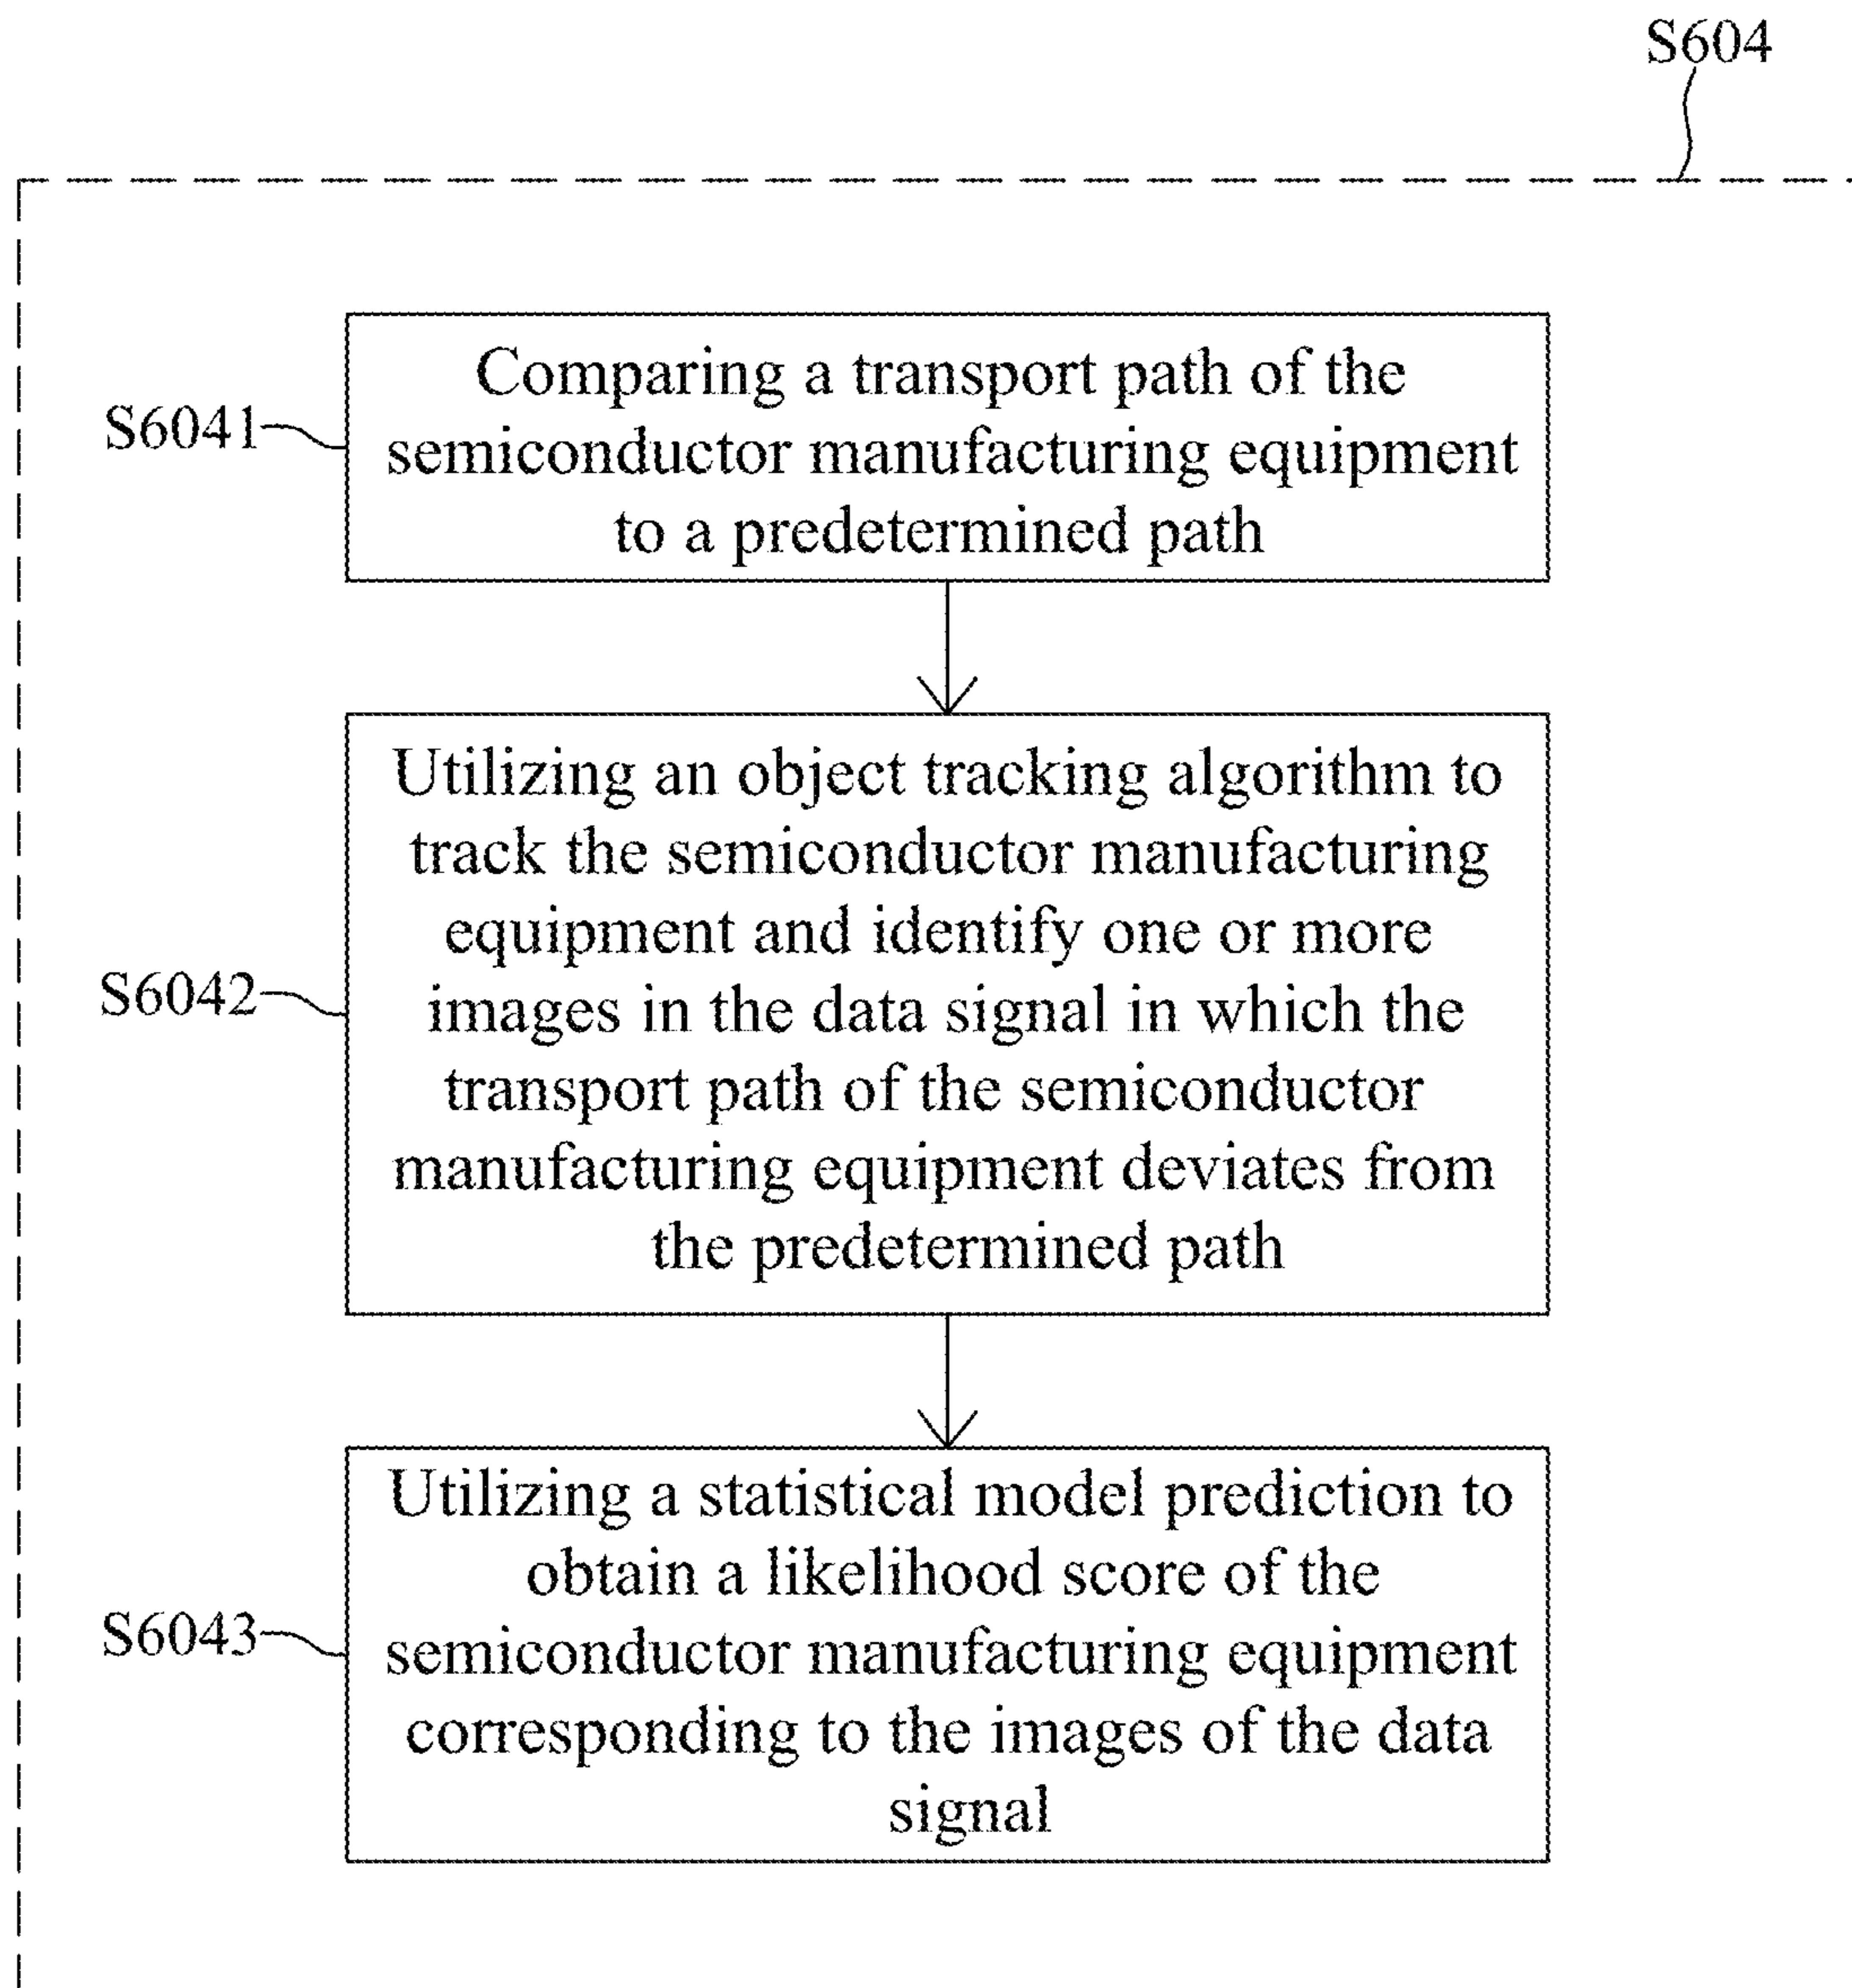 S604
S6041
Comparing a transport path of the
semiconductor manufacturing equipment
to a predetermined path
S6042
Utilizing an object tracking algorithm to
track the semiconductor manufacturing
equipment and identify one or more
images in the data signal in which the
transport path of the semiconductor
manufacturing equipment deviates from
the predetermined path
S6043
Utilizing a statistical model prediction to
obtain a likelihood score of the
semiconductor manufacturing equipment
corresponding to the images of the data
signal